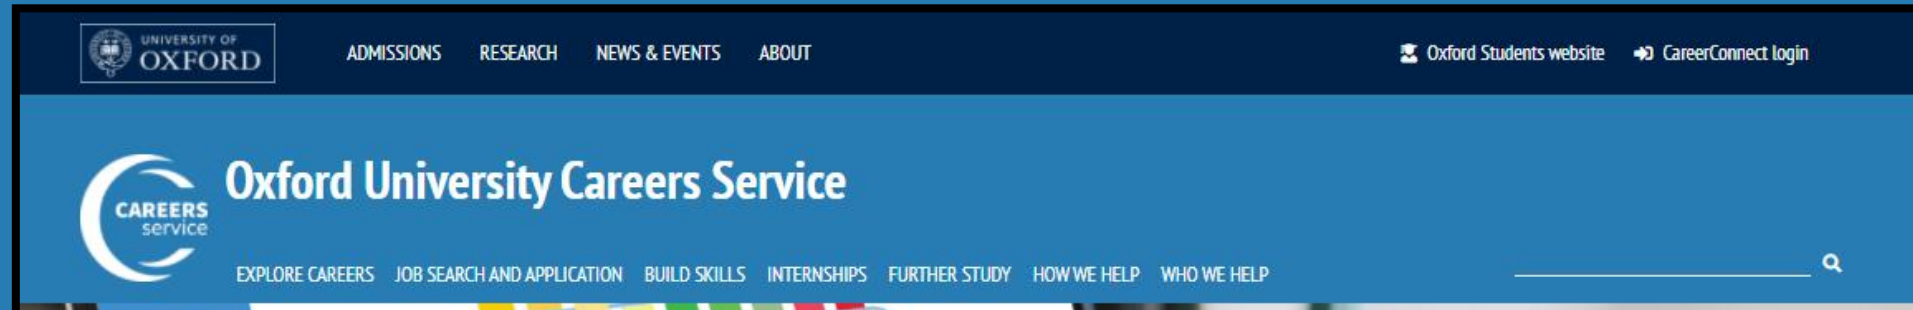 UNIVERSITY OF
OXFORD
ADMISSIONS RESEARCH NEWS & EVENTS ABOUT
Oxford Students website CareerConnect login
CAREERS
service
Oxford University Careers Service
EXPLORE CAREERS JOB SEARCH AND APPLICATION BUILD SKILLS INTERNSHIPS FURTHER STUDY HOW WE HELP WHO WE HELP